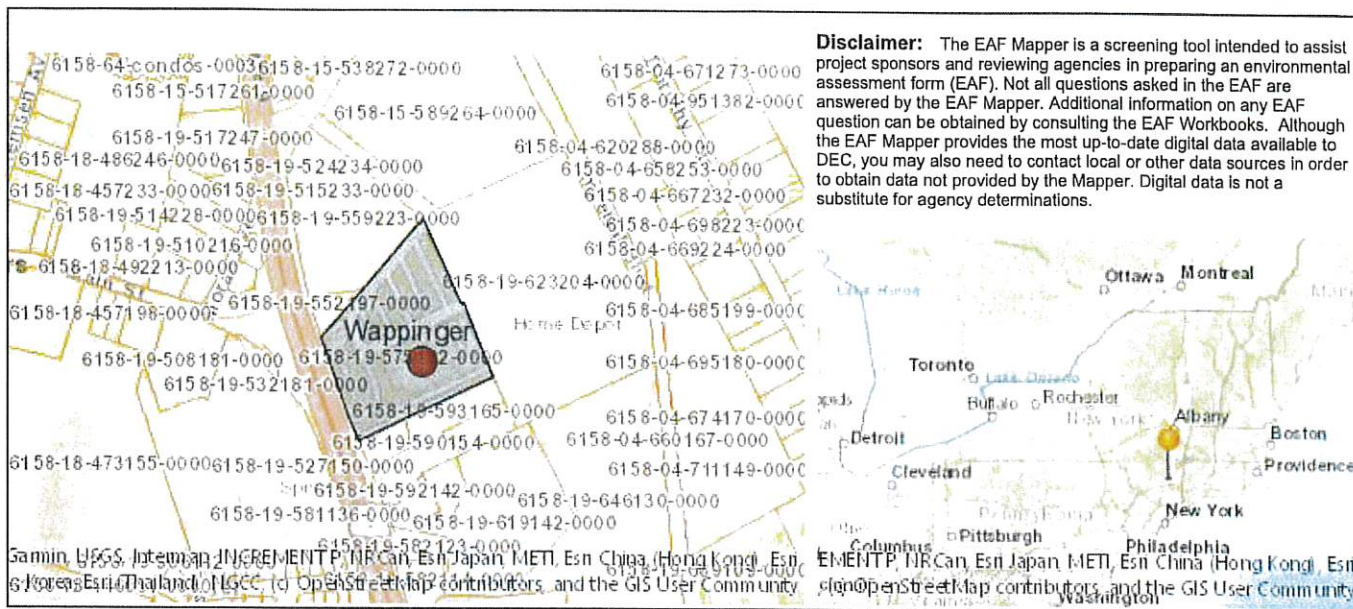 6158-64-condos-0003 6158-15-538272-0000
6158-15-517261-0000
6158-15-589264-0000
6158-19-517247-0000
6158-18-486246-0000 6158-19-524234-0000
6158-18-457233-0000 6158-19-515233-0000
6158-19-514228-0000 6158-19-559223-0000
6158-19-510216-0000
6158-18-492213-0000
6158-19-552197-0000
6158-18-457198-0000
Wappinger
6158-19-508181-0000
6158-19-532181-0000
6158-19-593165-0000
6158-19-590154-0000
6158-18-473155-0000 6158-19-527150-0000
6158-19-592142-0000
6158-19-581136-0000 6158-19-619142-0000
6158-19-582123-0000
6158-19-646130-0000
6158-19-623204-0000
Home Depot
6158-04-671273-0000
6158-04-951382-0000
6158-04-620288-0000
6158-04-658253-0000
6158-04-667232-0000
6158-04-698223-0000
6158-04-669224-0000
6158-04-685199-0000
6158-04-695180-0000
6158-04-674170-0000
6158-04-660167-0000
6158-04-711149-0000
Garmin, USGS, Intermap, INCREMENT P, NRCan, Esri Japan, METI, Esri China (Hong Kong), Esri
Korea, Esri (Thailand), NGCC, (c) OpenStreetMap contributors, and the GIS User Community
Disclaimer: The EAF Mapper is a screening tool intended to assist
project sponsors and reviewing agencies in preparing an environmental
assessment form (EAF). Not all questions asked in the EAF are
answered by the EAF Mapper. Additional information on any EAF
question can be obtained by consulting the EAF Workbooks. Although
the EAF Mapper provides the most up-to-date digital data available to
DEC, you may also need to contact local or other data sources in order
to obtain data not provided by the Mapper. Digital data is not a
substitute for agency determinations.
Ottawa Montreal
Toronto
Lake Ontario
Buffalo Rochester
New York
Albany
Detroit
Boston
Cleveland
Providence
New York
Pennsylvania
Pittsburgh
Columbus
Philadelphia
EMENT P, NRCan, Esri Japan, METI, Esri China (Hong Kong), Esri
OpenStreetMap contributors, and the GIS User Community
Washington